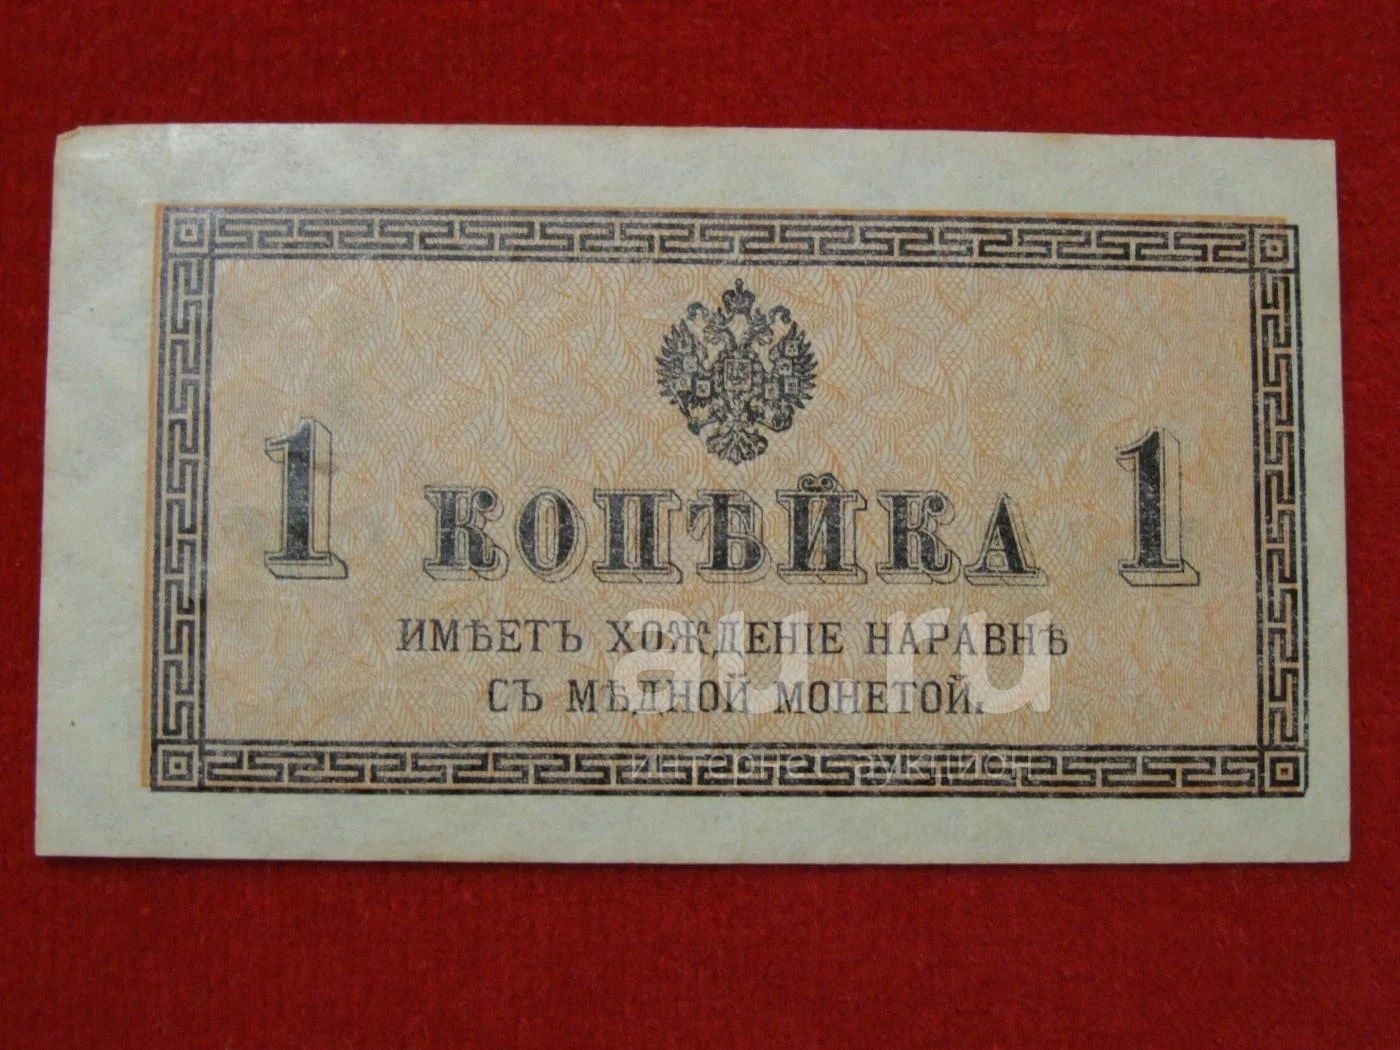 1 КОПѢЙКА 1
ИМѢЕТЪ ХОЖДЕНІЕ НАРАВНѢ
СЪ МѢДНОЙ МОНЕТОЙ.
au.ru
интернет аукцион